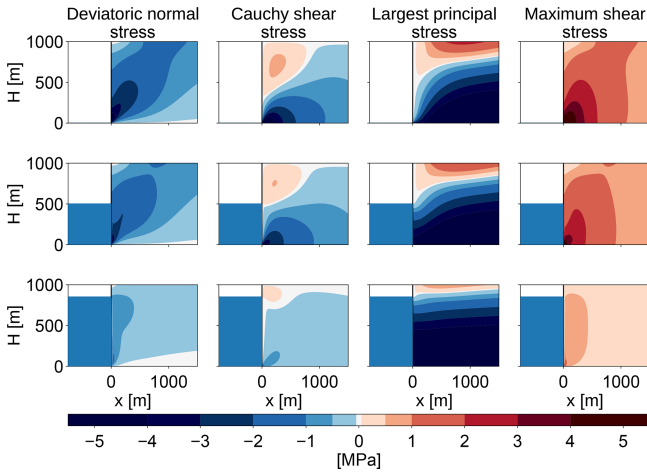 Deviatoric normal stress
Cauchy shear stress
Largest principal stress
Maximum shear stress
H [m]
1000
500
0
H [m]
1000
500
0
H [m]
1000
500
0
0 1000 0 1000 0 1000 0 1000
x [m] x [m] x [m] x [m]
−5 −4 −3 −2 −1 0 1 2 3 4 5
[MPa]